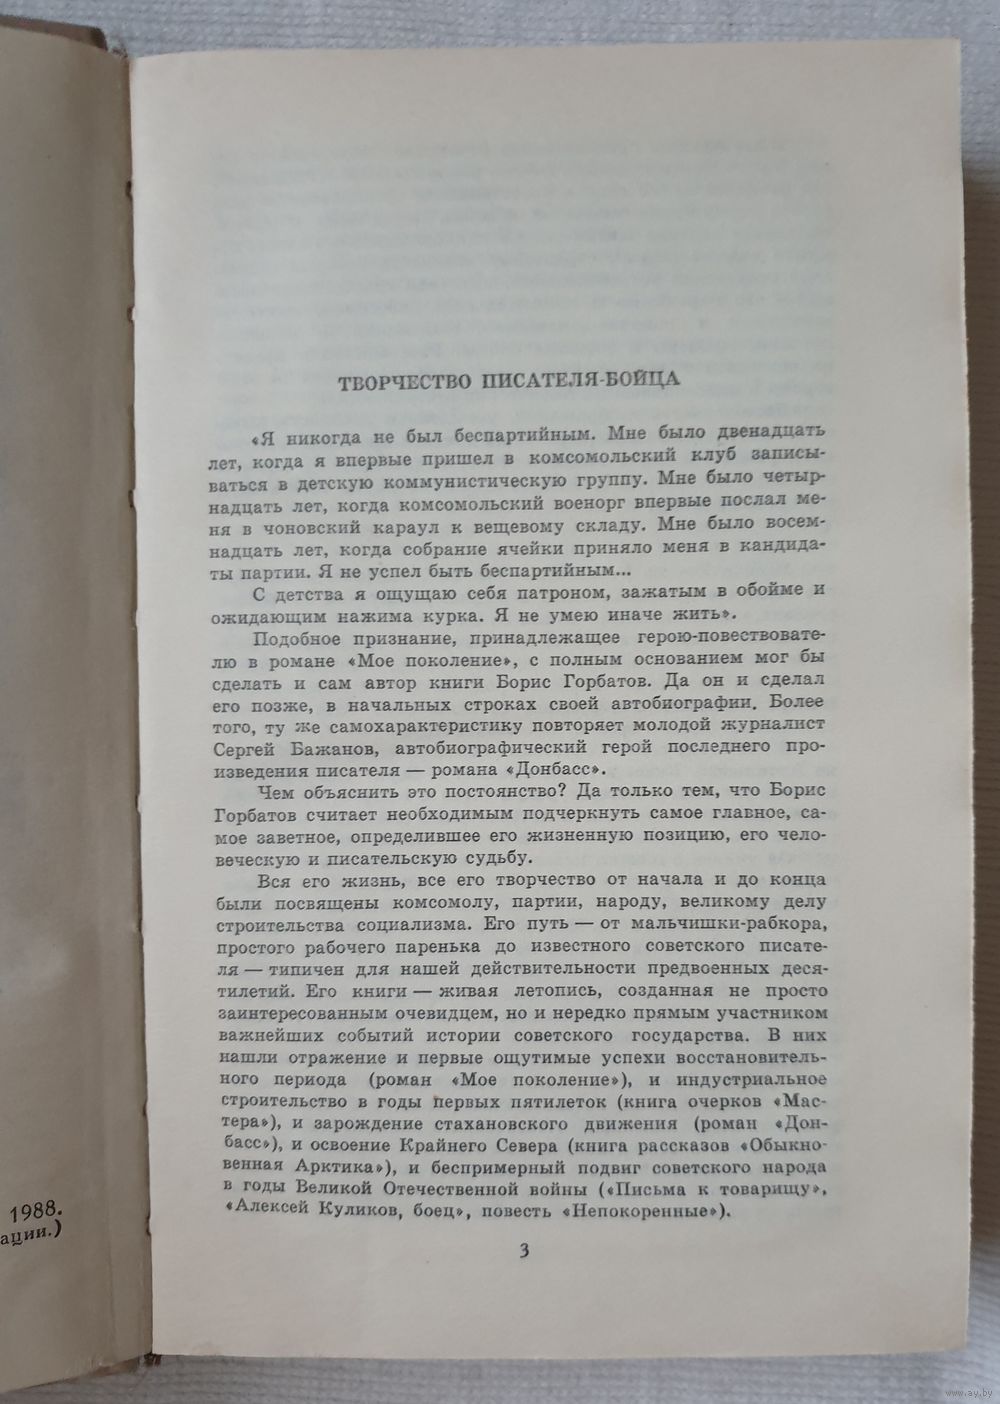 ТВОРЧЕСТВО ПИСАТЕЛЯ-БОЙЦА
«Я никогда не был беспартийным. Мне было двенадцать
лет, когда я впервые пришел в комсомольский клуб записы-
ваться в детскую коммунистическую группу. Мне было четыр-
надцать лет, когда комсомольский военорг впервые послал ме-
ня в чоновский караул к вещевому складу. Мне было восем-
надцать лет, когда собрание ячейки приняло меня в кандида-
ты партии. Я не успел быть беспартийным...
С детства я ощущаю себя патроном, зажатым в обойме и
ожидающим нажима курка. Я не умею иначе жить».
Подобное признание, принадлежащее герою-повествовате-
лю в романе «Мое поколение», с полным основанием мог бы
сделать и сам автор книги Борис Горбатов. Да он и сделал
его позже, в начальных строках своей автобиографии. Более
того, ту же самохарактеристику повторяет молодой журналист
Сергей Бажанов, автобиографический герой последнего про-
изведения писателя — романа «Донбасс».
Чем объяснить это постоянство? Да только тем, что Борис
Горбатов считает необходимым подчеркнуть самое главное, са-
мое заветное, определившее его жизненную позицию, его чело-
веческую и писательскую судьбу.
Вся его жизнь, все его творчество от начала и до конца
были посвящены комсомолу, партии, народу, великому делу
строительства социализма. Его путь — от мальчишки-рабкора,
простого рабочего паренька до известного советского писате-
ля — типичен для нашей действительности предвоенных деся-
тилетий. Его книги — живая летопись, созданная не просто
заинтересованным очевидцем, но и нередко прямым участником
важнейших событий истории советского государства. В них
нашли отражение и первые ощутимые успехи восстановитель-
ного периода (роман «Мое поколение»), и индустриальное
строительство в годы первых пятилеток (книга очерков «Мас-
тера»), и зарождение стахановского движения (роман «Дон-
басс»), и освоение Крайнего Севера (книга рассказов «Обыкно-
венная Арктика»), и беспримерный подвиг советского народа
в годы Великой Отечественной войны («Письма к товарищу»,
«Алексей Куликов, боец», повесть «Непокоренные»).
3
1988.
ации.)
www.ay.by